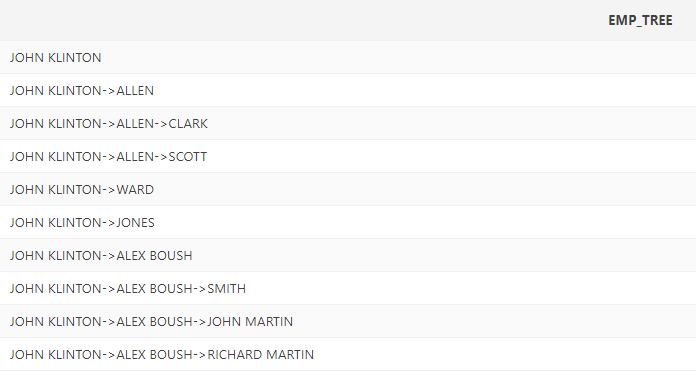 EMP_TREE
JOHN KLINTON
JOHN KLINTON->ALLEN
JOHN KLINTON->ALLEN->CLARK
JOHN KLINTON->ALLEN->SCOTT
JOHN KLINTON->WARD
JOHN KLINTON->JONES
JOHN KLINTON->ALEX BOUSH
JOHN KLINTON->ALEX BOUSH->SMITH
JOHN KLINTON->ALEX BOUSH->JOHN MARTIN
JOHN KLINTON->ALEX BOUSH->RICHARD MARTIN